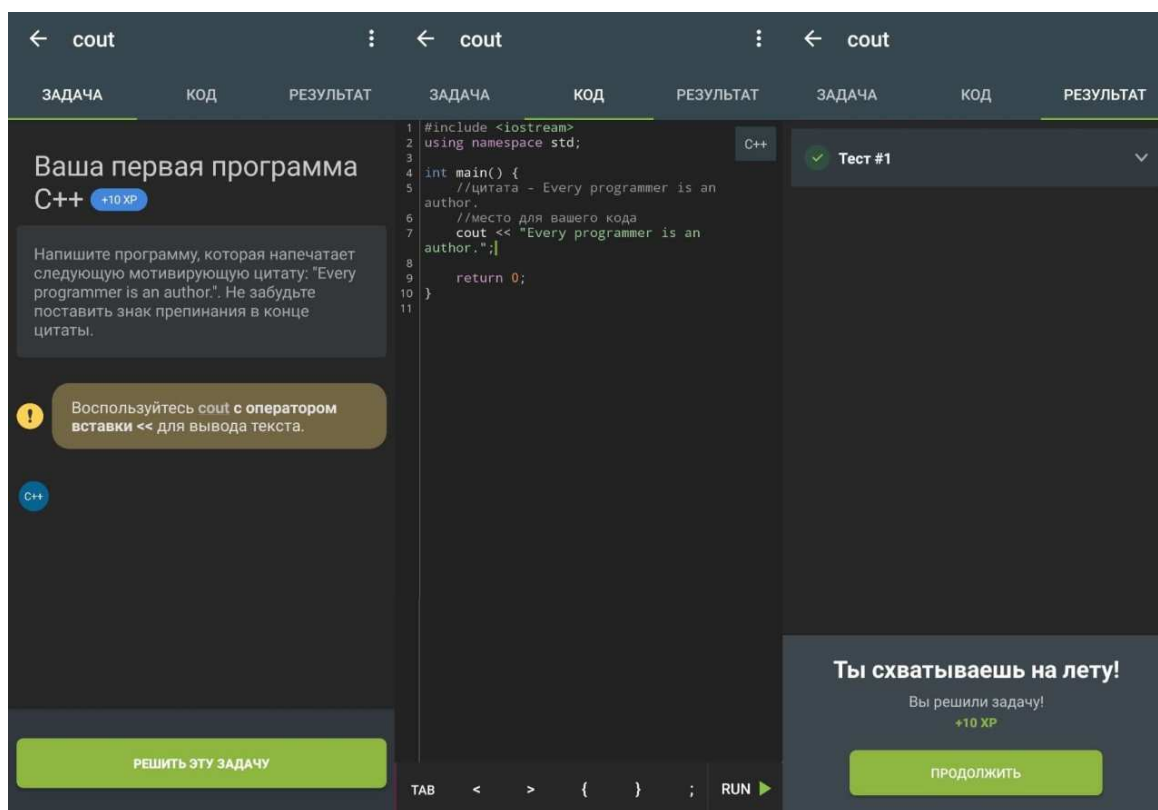 cout
ЗАДАЧА КОД РЕЗУЛЬТАТ
Ваша первая программа
C++ +10 XP
Напишите программу, которая напечатает
следующую мотивирующую цитату: "Every
programmer is an author.". Не забудьте
поставить знак препинания в конце
цитаты.
!
Воспользуйтесь cout с оператором
вставки << для вывода текста.
C++
РЕШИТЬ ЭТУ ЗАДАЧУ
cout
ЗАДАЧА КОД РЕЗУЛЬТАТ
C++
1 #include <iostream>
2 using namespace std;
3
4 int main() {
5     //цитата - Every programmer is an
author.
6     //место для вашего кода
7     cout << "Every programmer is an
author.";
8
9     return 0;
10 }
11
TAB < > { } ; RUN
cout
ЗАДАЧА КОД РЕЗУЛЬТАТ
Тест #1
Ты схватываешь на лету!
Вы решили задачу!
+10 XP
ПРОДОЛЖИТЬ